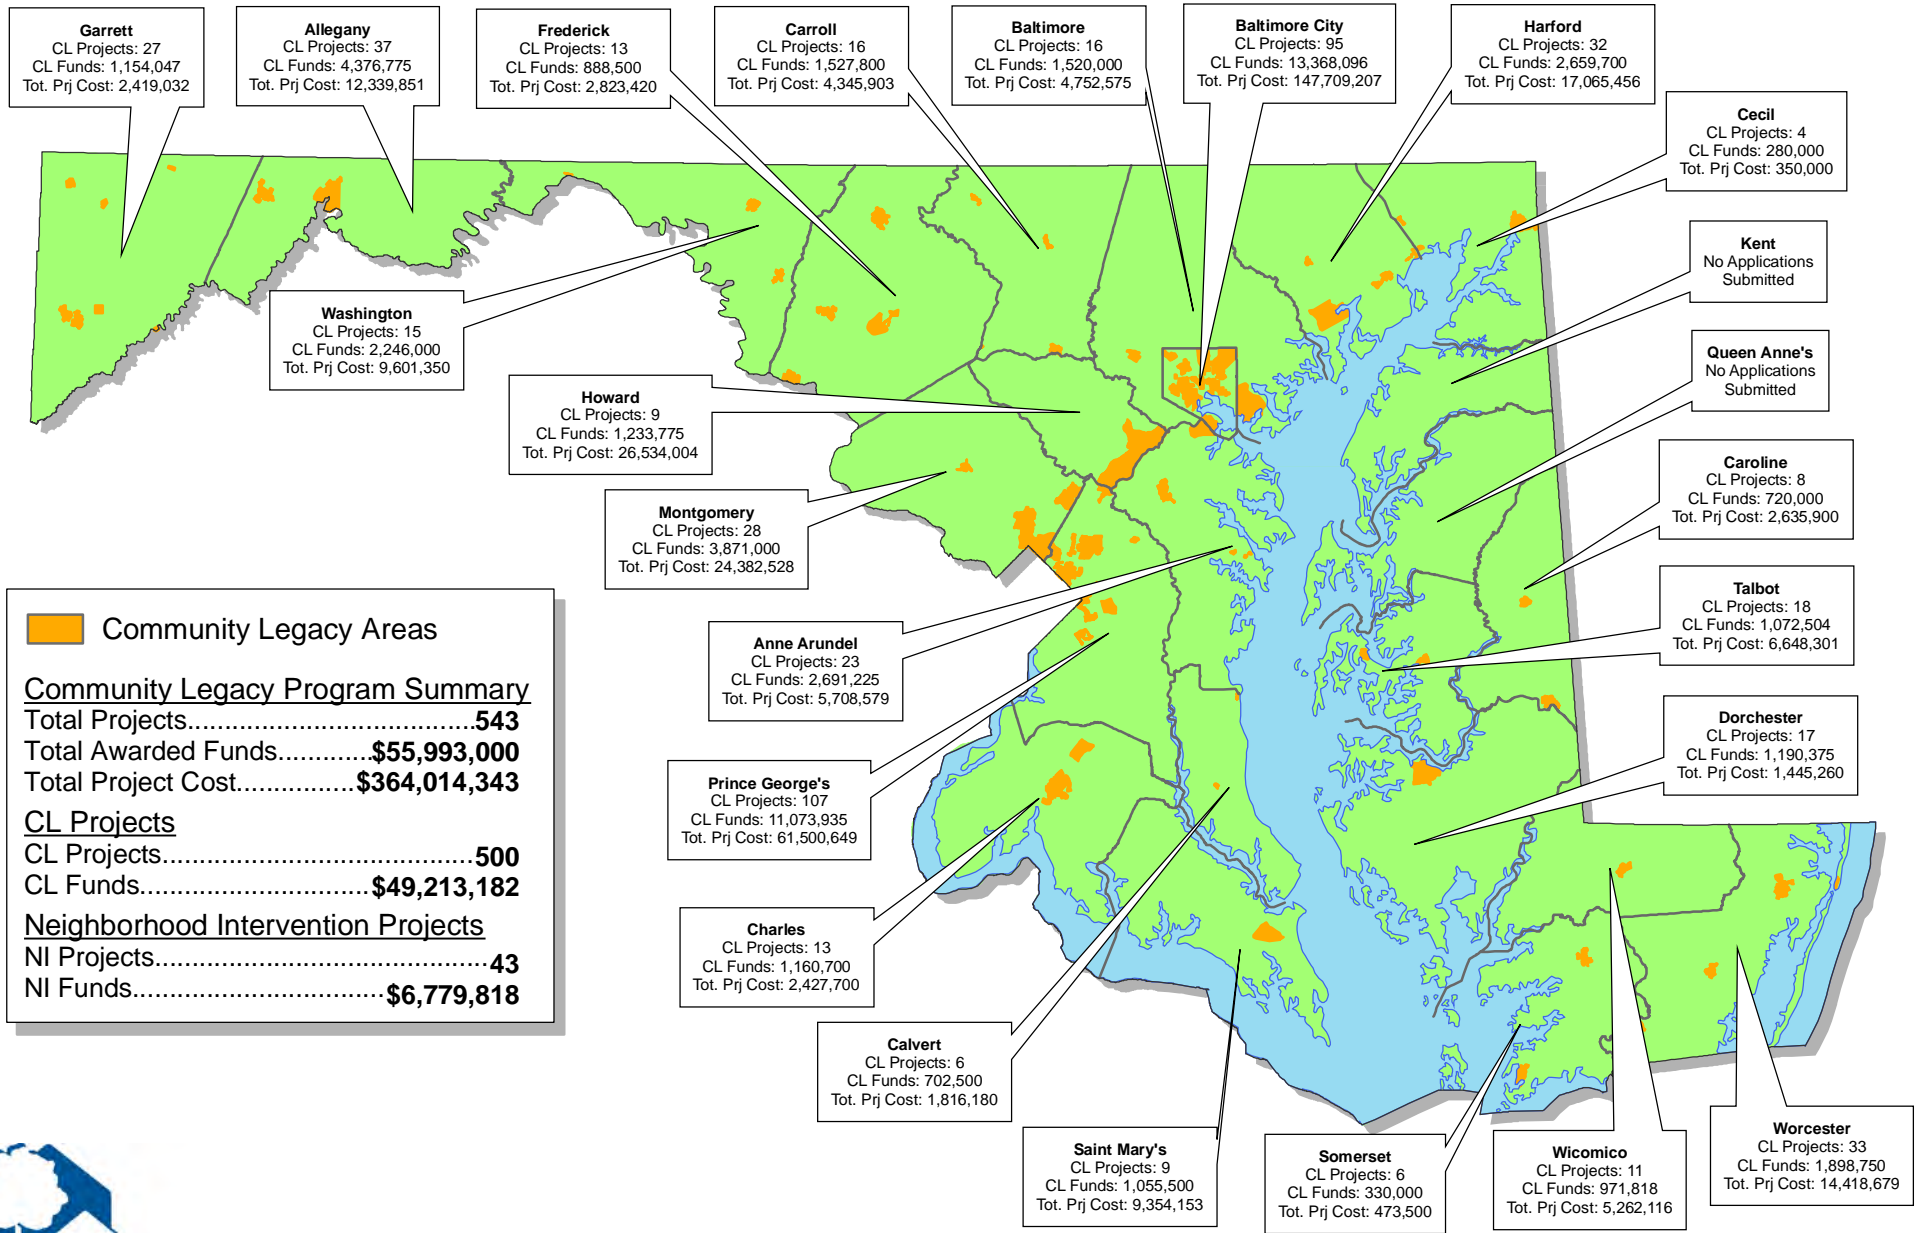 Garrett
CL Projects: 27
CL Funds: 1,154,047
Tot. Prj Cost: 2,419,032
Allegany
CL Projects: 37
CL Funds: 4,376,775
Tot. Prj Cost: 12,339,851
Frederick
CL Projects: 13
CL Funds: 888,500
Tot. Prj Cost: 2,823,420
Carroll
CL Projects: 16
CL Funds: 1,527,800
Tot. Prj Cost: 4,345,903
Baltimore
CL Projects: 16
CL Funds: 1,520,000
Tot. Prj Cost: 4,752,575
Baltimore City
CL Projects: 95
CL Funds: 13,368,096
Tot. Prj Cost: 147,709,207
Harford
CL Projects: 32
CL Funds: 2,659,700
Tot. Prj Cost: 17,065,456
Cecil
CL Projects: 4
CL Funds: 280,000
Tot. Prj Cost: 350,000
Kent
No Applications
Submitted
Washington
CL Projects: 15
CL Funds: 2,246,000
Tot. Prj Cost: 9,601,350
Queen Anne's
No Applications
Submitted
Howard
CL Projects: 9
CL Funds: 1,233,775
Tot. Prj Cost: 26,534,004
Caroline
CL Projects: 8
CL Funds: 720,000
Tot. Prj Cost: 2,635,900
Montgomery
CL Projects: 28
CL Funds: 3,871,000
Tot. Prj Cost: 24,382,528
Talbot
CL Projects: 18
CL Funds: 1,072,504
Tot. Prj Cost: 6,648,301
Anne Arundel
CL Projects: 23
CL Funds: 2,691,225
Tot. Prj Cost: 5,708,579
Dorchester
CL Projects: 17
CL Funds: 1,190,375
Tot. Prj Cost: 1,445,260
Prince George's
CL Projects: 107
CL Funds: 11,073,935
Tot. Prj Cost: 61,500,649
Charles
CL Projects: 13
CL Funds: 1,160,700
Tot. Prj Cost: 2,427,700
Calvert
CL Projects: 6
CL Funds: 702,500
Tot. Prj Cost: 1,816,180
Saint Mary's
CL Projects: 9
CL Funds: 1,055,500
Tot. Prj Cost: 9,354,153
Somerset
CL Projects: 6
CL Funds: 330,000
Tot. Prj Cost: 473,500
Wicomico
CL Projects: 11
CL Funds: 971,818
Tot. Prj Cost: 5,262,116
Worcester
CL Projects: 33
CL Funds: 1,898,750
Tot. Prj Cost: 14,418,679
Community Legacy Areas
Community Legacy Program Summary
Total Projects...................................543
Total Awarded Funds............$55,993,000
Total Project Cost...............$364,014,343
CL Projects
CL Projects......................................500
CL Funds............................$49,213,182
Neighborhood Intervention Projects
NI Projects........................................43
NI Funds..............................$6,779,818